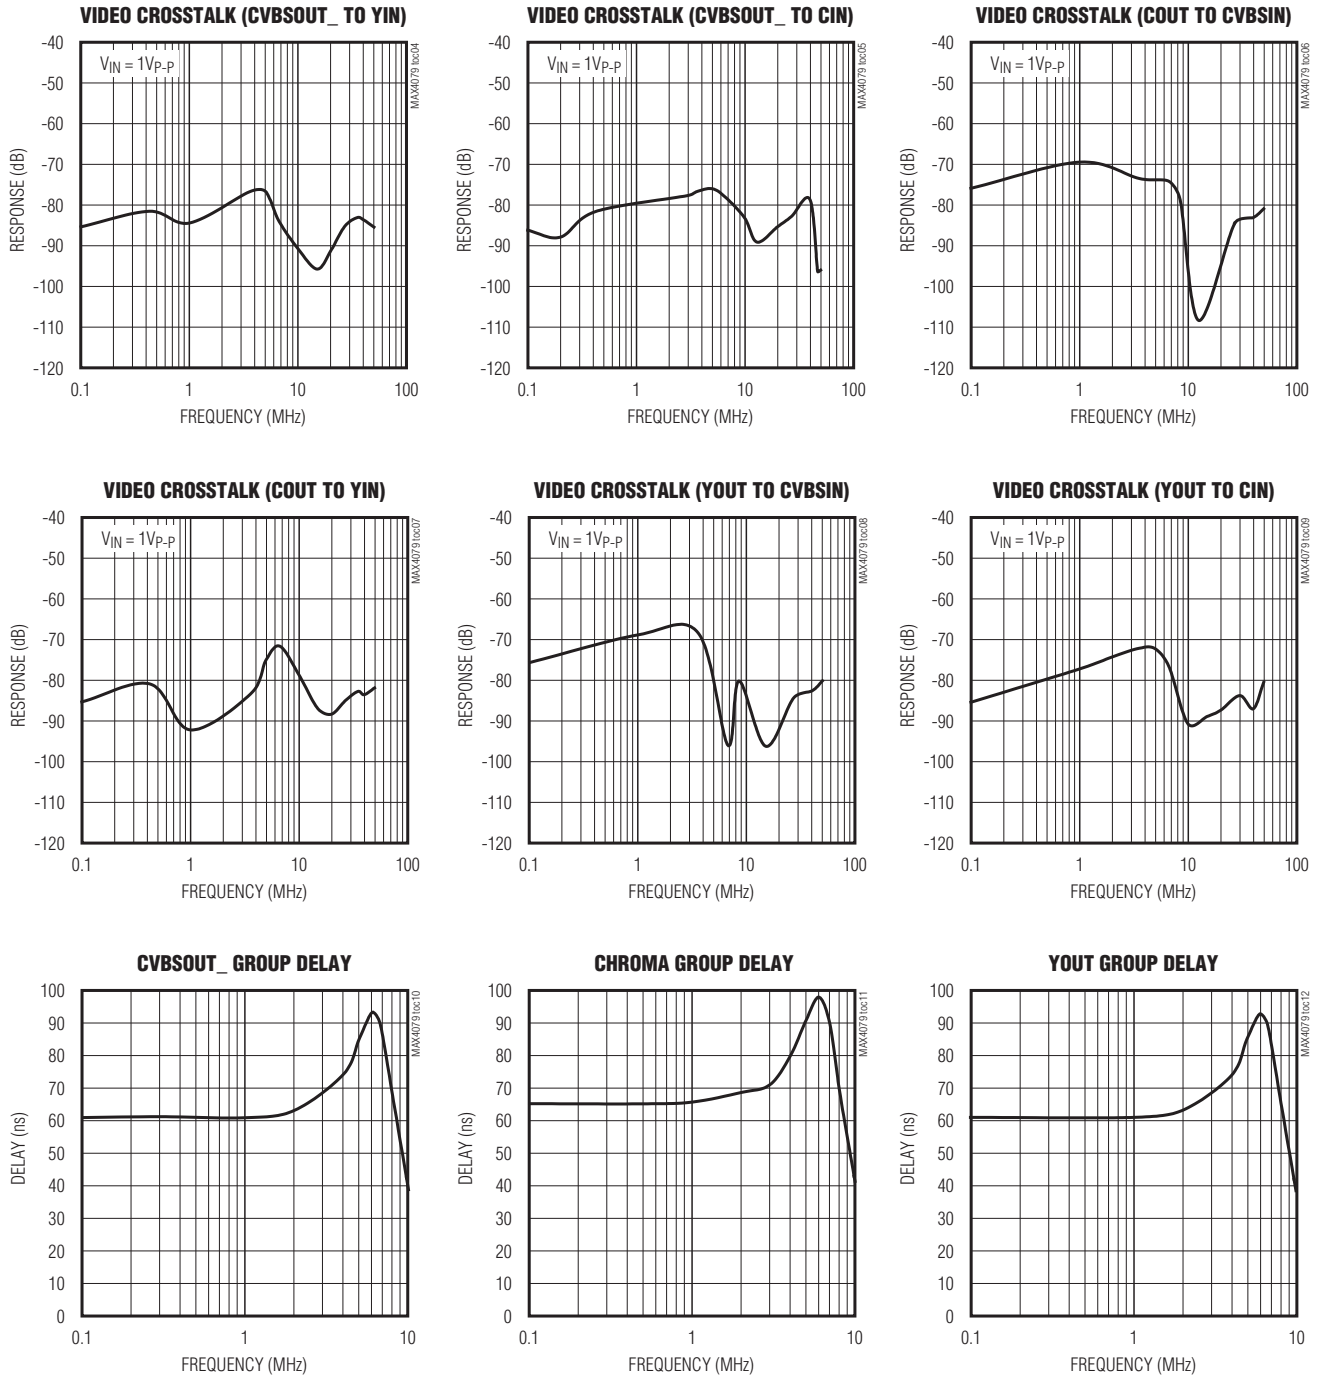 VIDEO CROSSTALK (CVBSOUT_ TO YIN)
-40
-50
-60
-70
-80
-90
-100
-110
-120
RESPONSE (dB)
VIN = 1VP-P
MAX4079 toc04
0.1 1 10 100
FREQUENCY (MHz)
VIDEO CROSSTALK (CVBSOUT_ TO CIN)
-40
-50
-60
-70
-80
-90
-100
-110
-120
RESPONSE (dB)
VIN = 1VP-P
MAX4079 toc05
0.1 1 10 100
FREQUENCY (MHz)
VIDEO CROSSTALK (COUT TO CVBSIN)
-40
-50
-60
-70
-80
-90
-100
-110
-120
RESPONSE (dB)
VIN = 1VP-P
MAX4079 toc06
0.1 1 10 100
FREQUENCY (MHz)
VIDEO CROSSTALK (COUT TO YIN)
-40
-50
-60
-70
-80
-90
-100
-110
-120
RESPONSE (dB)
VIN = 1VP-P
MAX4079 toc07
0.1 1 10 100
FREQUENCY (MHz)
VIDEO CROSSTALK (YOUT TO CVBSIN)
-40
-50
-60
-70
-80
-90
-100
-110
-120
RESPONSE (dB)
VIN = 1VP-P
MAX4079 toc08
0.1 1 10 100
FREQUENCY (MHz)
VIDEO CROSSTALK (YOUT TO CIN)
-40
-50
-60
-70
-80
-90
-100
-110
-120
RESPONSE (dB)
VIN = 1VP-P
MAX4079 toc09
0.1 1 10 100
FREQUENCY (MHz)
CVBSOUT_ GROUP DELAY
100
90
80
70
60
50
40
30
20
10
0
DELAY (ns)
MAX4079 toc10
0.1 1 10
FREQUENCY (MHz)
CHROMA GROUP DELAY
100
90
80
70
60
50
40
30
20
10
0
DELAY (ns)
MAX4079 toc11
0.1 1 10
FREQUENCY (MHz)
YOUT GROUP DELAY
100
90
80
70
60
50
40
30
20
10
0
DELAY (ns)
MAX4079 toc12
0.1 1 10
FREQUENCY (MHz)